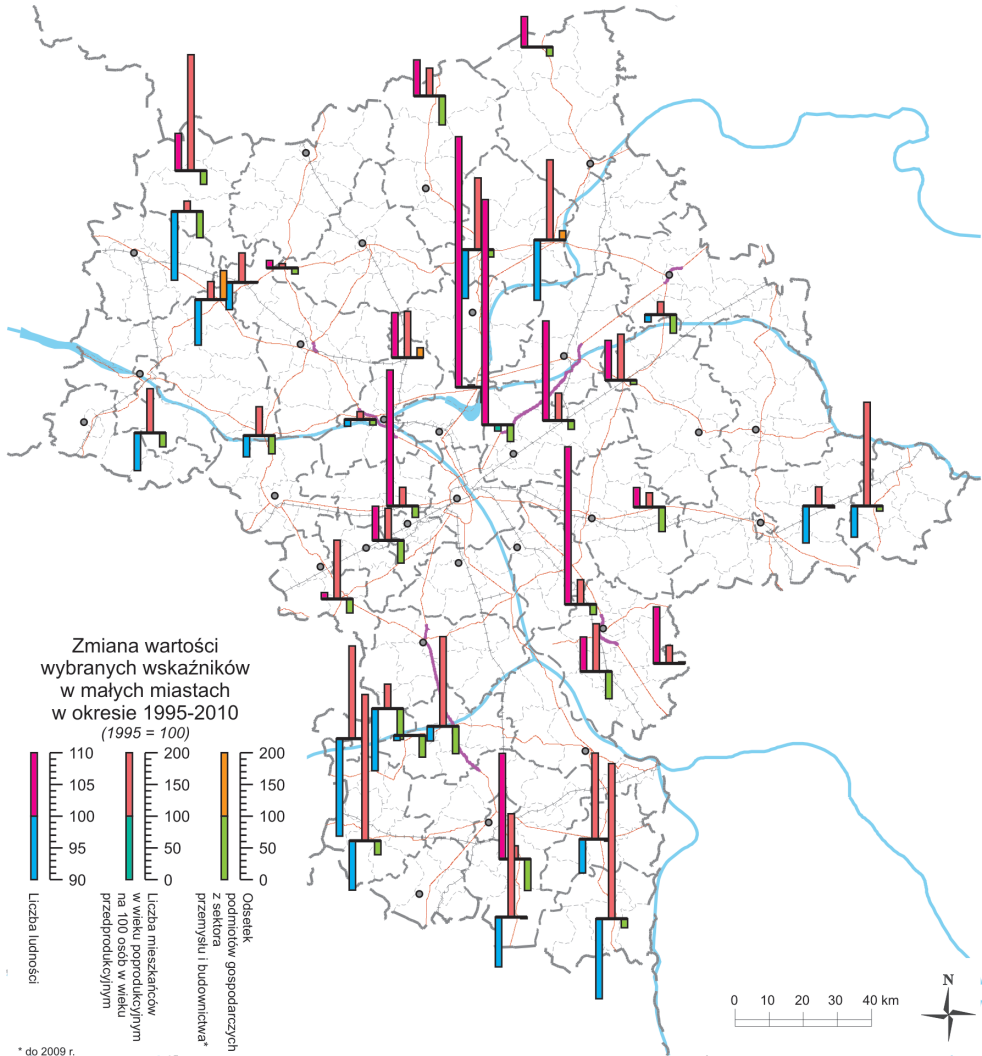 Zmiana wartości
wybranych wskaźników
w małych miastach
w okresie 1995-2010
(1995 = 100)
110
105
100
95
90
200
150
100
50
0
200
150
100
50
0
Liczba ludności
Liczba mieszkańców
w wieku poprodukcyjnym
na 100 osób w wieku
przedprodukcyjnym
Odsetek
podmiotów gospodarczych
z sektora
przemysłu i budownictwa*
* do 2009 r.
0 10 20 30 40 km
N